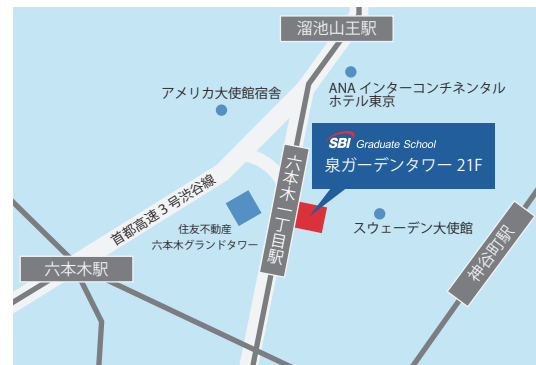 溜池山王駅
アメリカ大使館宿舎
ANA インターコンチネンタル
ホテル東京
SBI Graduate School
泉ガーデンタワー 21F
六本木一丁目駅
首都高速3号渋谷線
住友不動産
六本木グランドタワー
スウェーデン大使館
神谷町駅
六本木駅